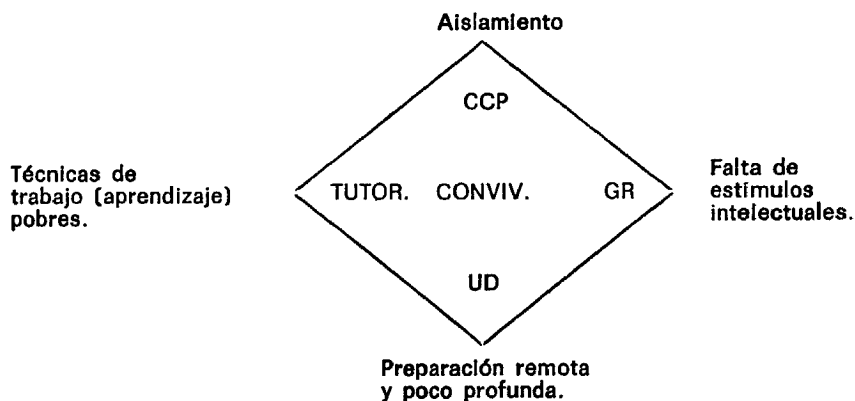 Aislamiento
CCP
Técnicas de
trabajo (aprendizaje)
pobres.
TUTOR. CONVIV. GR
Falta de
estímulos
intelectuales.
UD
Preparación remota
y poco profunda.